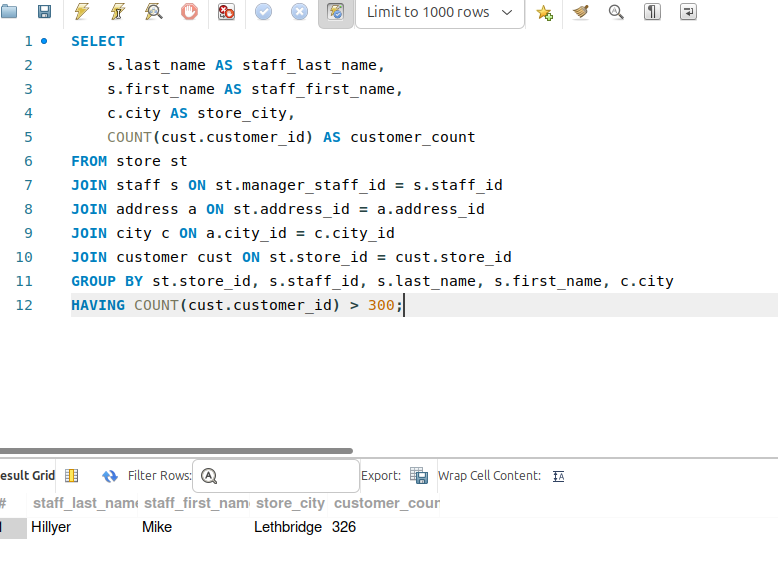 Limit to 1000 rows
1 SELECT
2 s.last_name AS staff_last_name,
3 s.first_name AS staff_first_name,
4 c.city AS store_city,
5 COUNT(cust.customer_id) AS customer_count
6 FROM store st
7 JOIN staff s ON st.manager_staff_id = s.staff_id
8 JOIN address a ON st.address_id = a.address_id
9 JOIN city c ON a.city_id = c.city_id
10 JOIN customer cust ON st.store_id = cust.store_id
11 GROUP BY st.store_id, s.staff_id, s.last_name, s.first_name, c.city
12 HAVING COUNT(cust.customer_id) > 300;
esult Grid Filter Rows: Export: Wrap Cell Content:
# staff_last_name staff_first_nam store_city customer_cour
1 Hillyer Mike Lethbridge 326